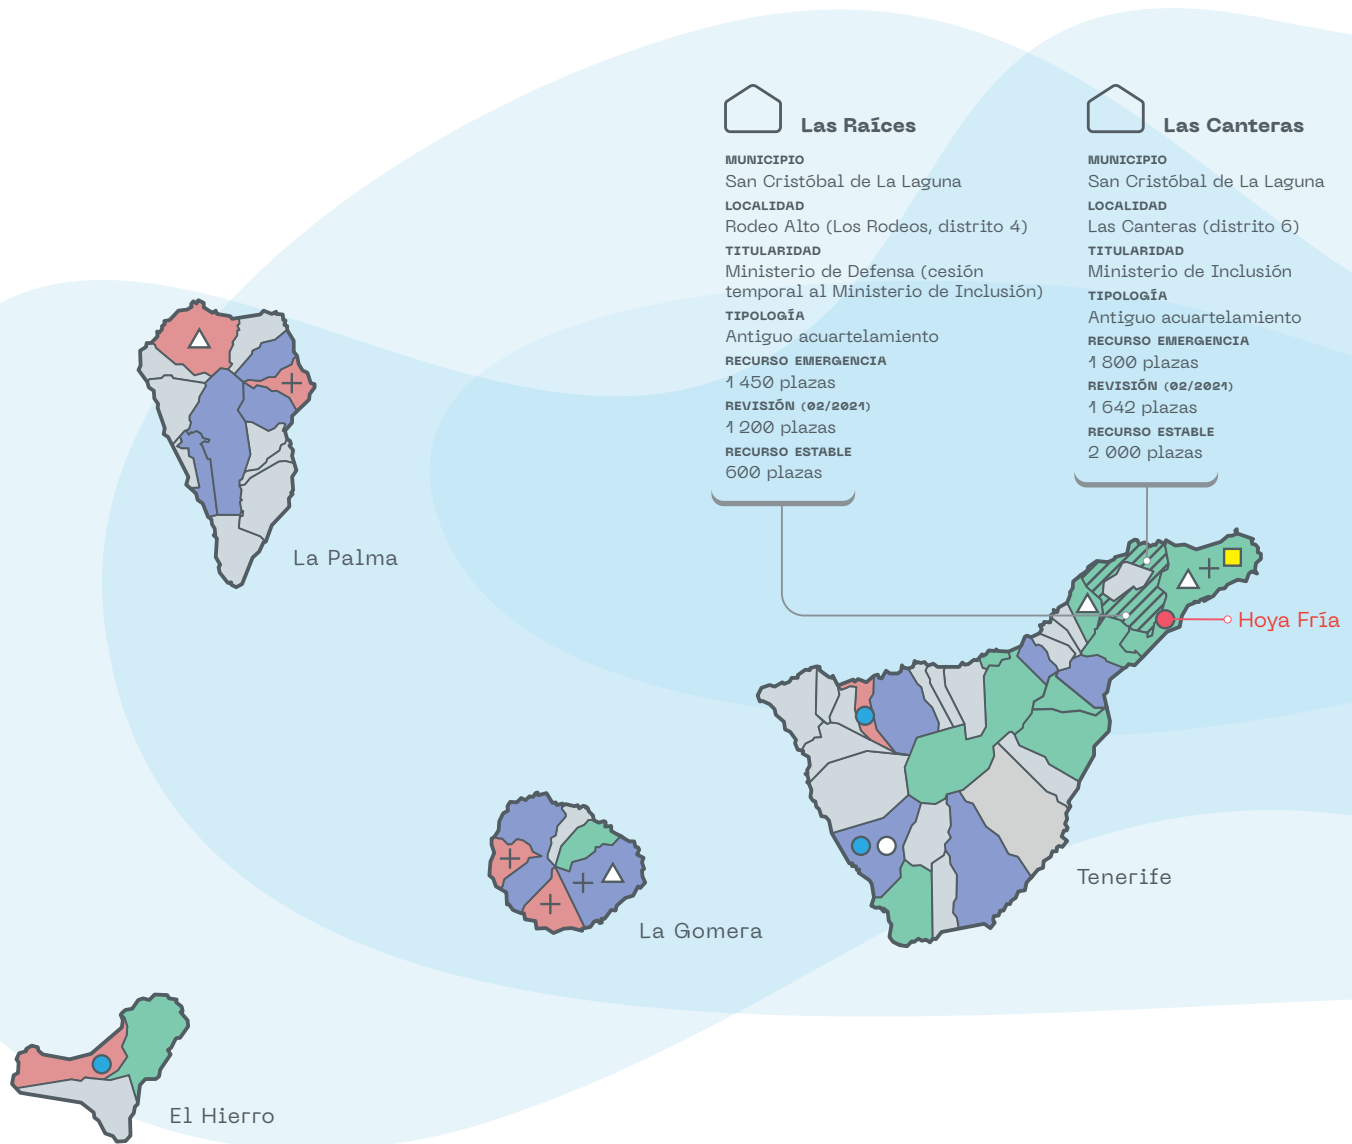 Las Raíces
MUNICIPIO
San Cristóbal de La Laguna
LOCALIDAD
Rodeo Alto (Los Rodeos, distrito 4)
TITULARIDAD
Ministerio de Defensa (cesión
temporal al Ministerio de Inclusión)
TIPOLOGÍA
Antiguo acuartelamiento
RECURSO EMERGENCIA
1 450 plazas
REVISIÓN (02/2021)
1 200 plazas
RECURSO ESTABLE
600 plazas
Las Canteras
MUNICIPIO
San Cristóbal de La Laguna
LOCALIDAD
Las Canteras (distrito 6)
TITULARIDAD
Ministerio de Inclusión
TIPOLOGÍA
Antiguo acuartelamiento
RECURSO EMERGENCIA
1 800 plazas
REVISIÓN (02/2021)
1 642 plazas
RECURSO ESTABLE
2 000 plazas
La Palma
Hoya Fría
Tenerife
La Gomera
El Hierro